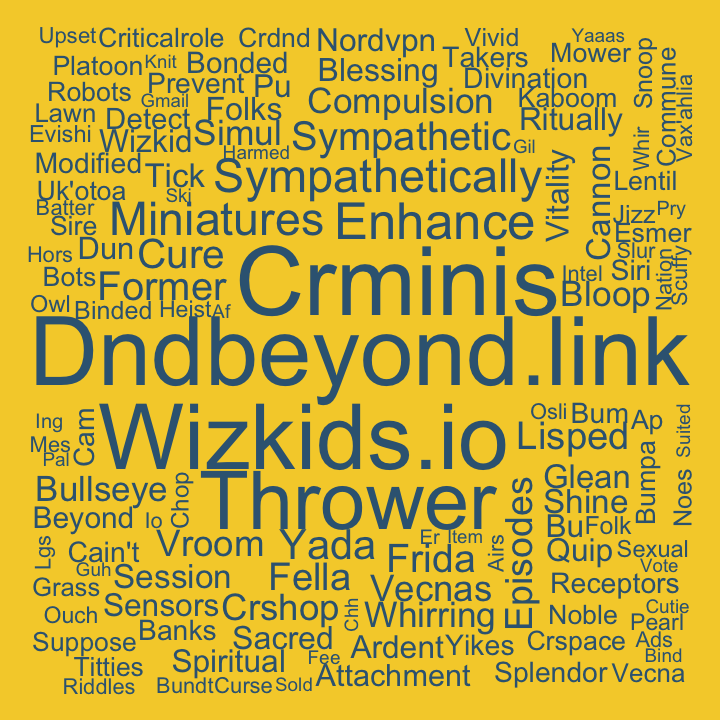 Upset Criticalrole Crdnd Nordvpn Vivid Yaaas
Platoon Knit Bonded Blessing Takers Mower Snoop
Robots Gmail Prevent Pu Divination Commune Vax'ahlia
Lawn Detect Folks Compulsion Kaboom
Evishi Wizkid Simul Sympathetic Gil Ritually Whir
Modified Tick Harmed Sympathetically Vitality Cannon Lentil
Uk'otoa Ski
Batter Sire Miniatures Enhance Jizz Pry
Hors Dun Cure Esmer Slur
Bots Former Crminis Intel Siri Nation Scuffy
Owl Binded Heist Af Bloop
Dndbeyond.link
Ing Cam Wizkids.io Osli Bum Ap Suited
Mes Lisped
Pal
Bullseye Chop Thrower Glean Bumpa Noes
Beyond Io Episodes Shine
Lgs Cain't Vroom Yada Er Item Bu Folk
Guh Frida Airs Quip Sexual
Grass Session Fella Vecnas Receptors Vote
Ouch Sensors Crshop Chh Whirring Noble Pearl Cutie
Suppose Banks Sacred Ardent Yikes Crspace Ads
Titties Spiritual Fee Attachment Splendor Vecna Bind
Riddles Bundt Curse Sold